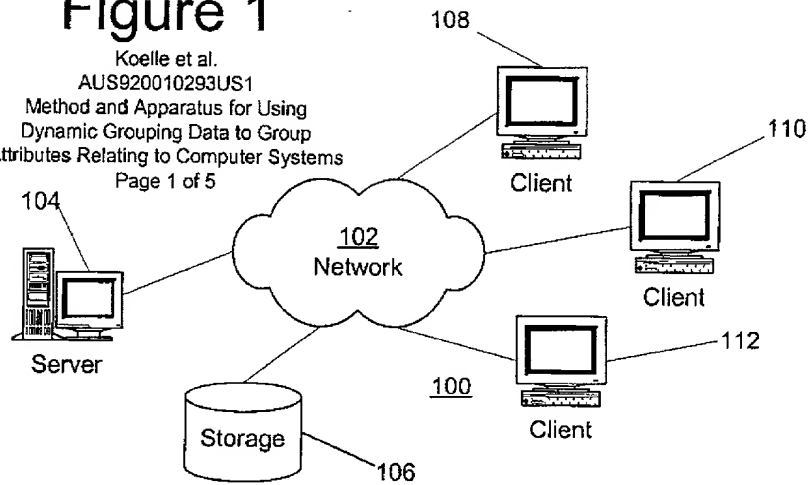 Figure 1
Koelle et al.
AUS920010293US1
Method and Apparatus for Using
Dynamic Grouping Data to Group
ttributes Relating to Computer Systems
Page 1 of 5
108
110
Client
104
102
Network
Client
Server
112
100
Client
Storage
106